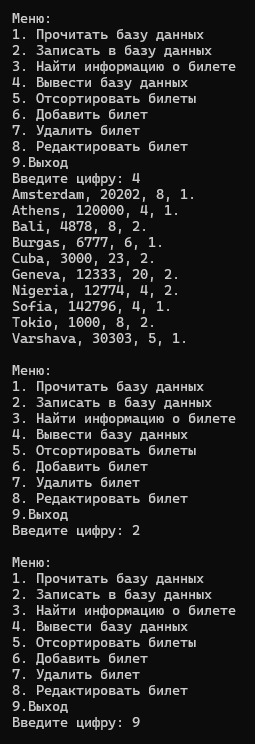 Меню:
1. Прочитать базу данных
2. Записать в базу данных
3. Найти информацию о билете
4. Вывести базу данных
5. Отсортировать билеты
6. Добавить билет
7. Удалить билет
8. Редактировать билет
9.Выход
Введите цифру: 4
Amsterdam, 20202, 8, 1.
Athens, 120000, 4, 1.
Bali, 4878, 8, 2.
Burgas, 6777, 6, 1.
Cuba, 3000, 23, 2.
Geneva, 12333, 20, 2.
Nigeria, 12774, 4, 2.
Sofia, 142796, 4, 1.
Tokio, 1000, 8, 2.
Varshava, 30303, 5, 1.

Меню:
1. Прочитать базу данных
2. Записать в базу данных
3. Найти информацию о билете
4. Вывести базу данных
5. Отсортировать билеты
6. Добавить билет
7. Удалить билет
8. Редактировать билет
9.Выход
Введите цифру: 2

Меню:
1. Прочитать базу данных
2. Записать в базу данных
3. Найти информацию о билете
4. Вывести базу данных
5. Отсортировать билеты
6. Добавить билет
7. Удалить билет
8. Редактировать билет
9.Выход
Введите цифру: 9